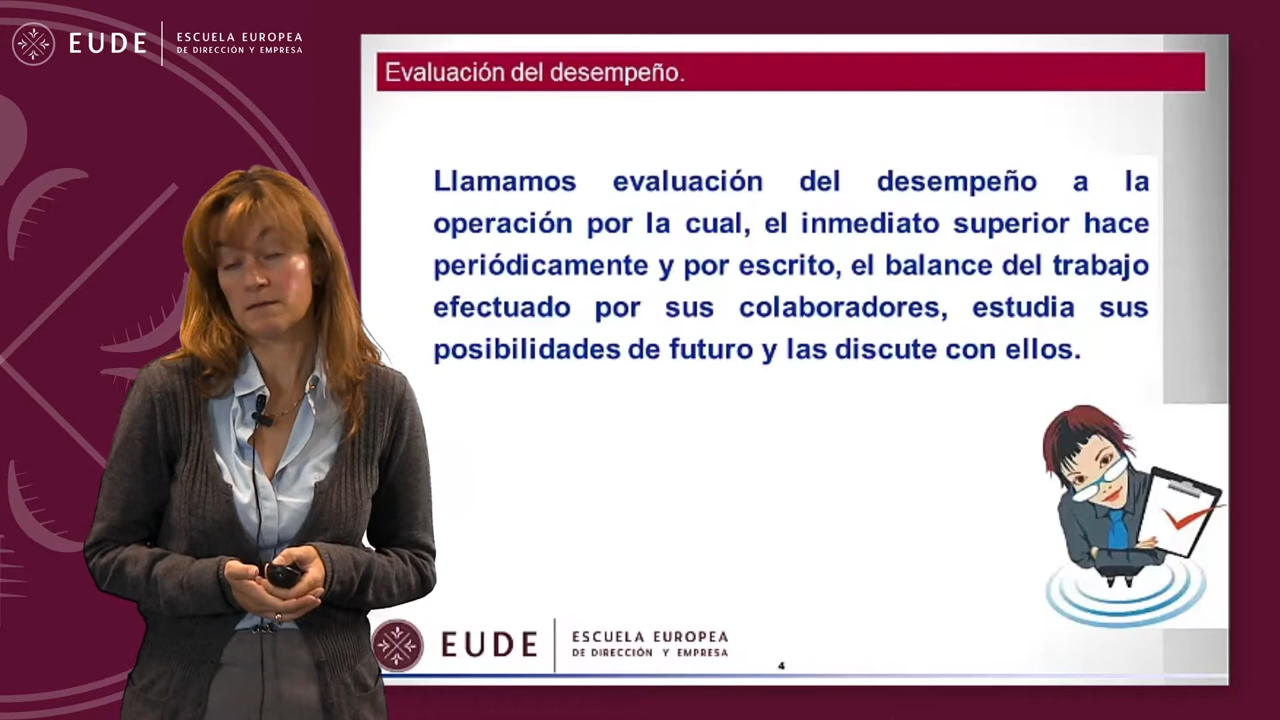 EUDE
ESCUELA EUROPEA
DE DIRECCIÓN Y EMPRESA
Evaluación del desempeño.
Llamamos evaluación del desempeño a la
operación por la cual, el inmediato superior hace
periódicamente y por escrito, el balance del trabajo
efectuado por sus colaboradores, estudia sus
posibilidades de futuro y las discute con ellos.
EUDE
ESCUELA EUROPEA
DE DIRECCIÓN Y EMPRESA
4